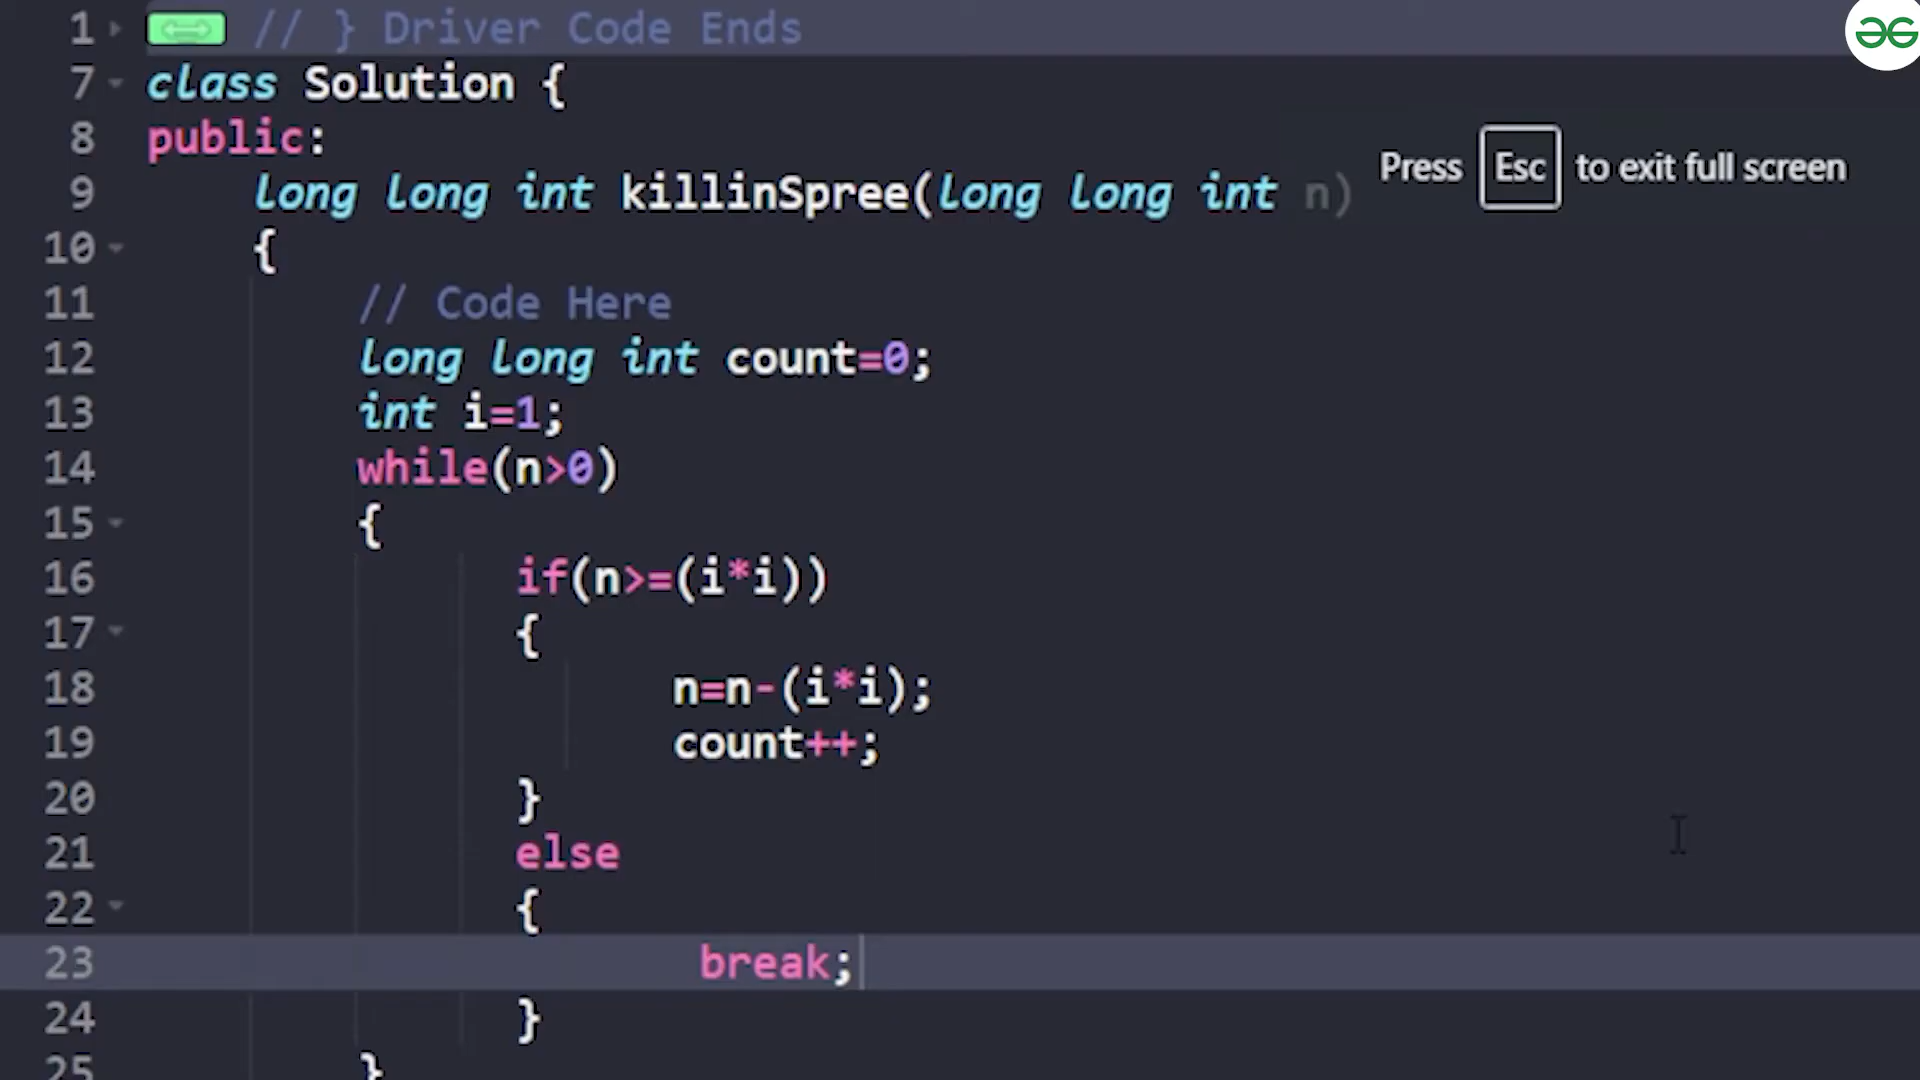 1 // } Driver Code Ends
7 class Solution {
8 public:
Press Esc to exit full screen
9 long long int killinSpree(long long int n)
10 {
11 // Code Here
12 long long int count=0;
13 int i=1;
14 while(n>0)
15 {
16 if(n>=(i*i))
17 {
18 n=n-(i*i);
19 count++;
20 }
21 else
22 {
23 break;
24 }
25 }